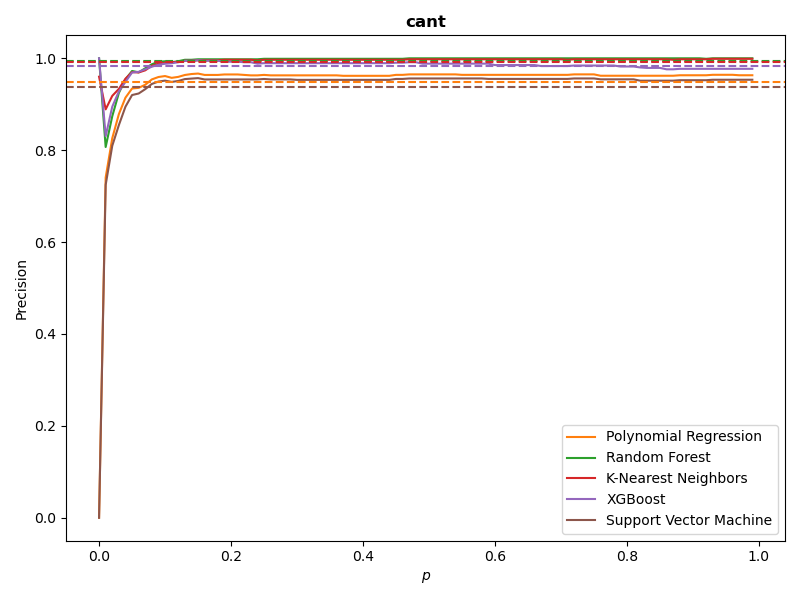 cant
Precision
1.0
0.8
0.6
0.4
0.2
0.0
0.0 0.2 0.4 0.6 0.8 1.0
p
Polynomial Regression
Random Forest
K-Nearest Neighbors
XGBoost
Support Vector Machine